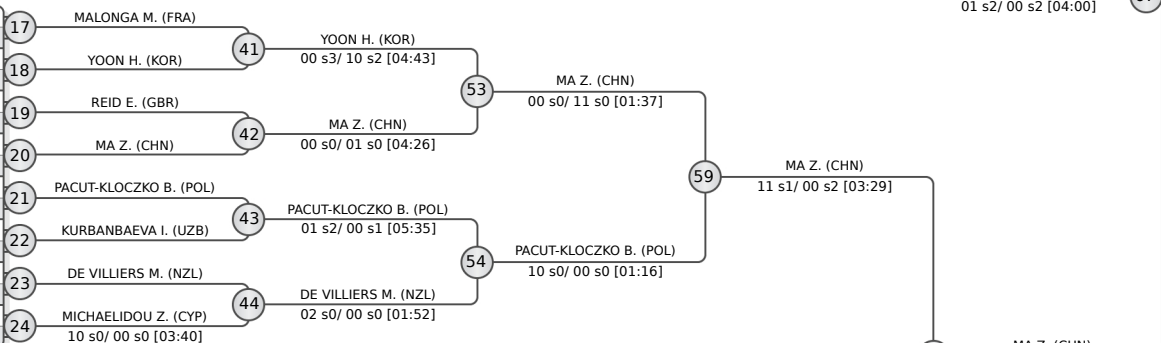 01 s2/ 00 s2 [04:00]
17
MALONGA M. (FRA)
18
YOON H. (KOR)
19
REID E. (GBR)
20
MA Z. (CHN)
21
PACUT-KLOCZKO B. (POL)
22
KURBANBAEVA I. (UZB)
23
DE VILLIERS M. (NZL)
24
MICHAELIDOU Z. (CYP)
10 s0/ 00 s0 [03:40]
41
YOON H. (KOR)
00 s3/ 10 s2 [04:43]
42
MA Z. (CHN)
00 s0/ 01 s0 [04:26]
43
PACUT-KLOCZKO B. (POL)
01 s2/ 00 s1 [05:35]
44
DE VILLIERS M. (NZL)
02 s0/ 00 s0 [01:52]
53
MA Z. (CHN)
00 s0/ 11 s0 [01:37]
54
PACUT-KLOCZKO B. (POL)
10 s0/ 00 s0 [01:16]
59
MA Z. (CHN)
11 s1/ 00 s2 [03:29]